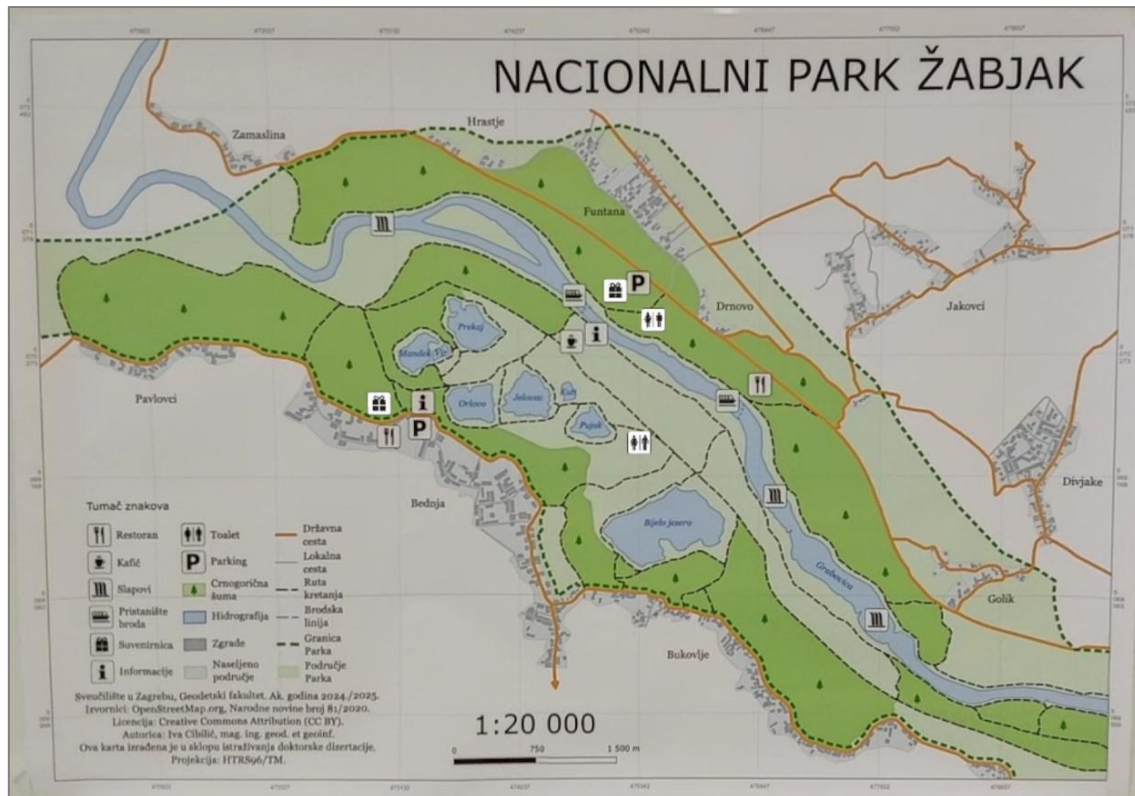 NACIONALNI PARK ŽABJAK
Hrastje
Zamaslina
Funtana
Drnovo
Jakovci
Prekaj
Mandek
Vir
Orlovo
Jelovac
Kuti
Pujak
Pavlovci
Bednja
Divjake
Bijelo jezero
Grabovica
Golik
Bukovlje
P
P
Tumač znakova
Restoran
Kafić
Slapovi
Pristanište
broda
Suvenirnica
Informacije
Toalet
P Parking
Crnogorična
šuma
Hidrografija
Zgrade
Naseljeno
područje
Državna
cesta
Lokalna
cesta
Ruta
kretanja
Brodska
linija
Granica
Parka
Područje
Parka
Sveučilište u Zagrebu, Geodetski fakultet. Ak. godina 2024./2025.
Izvornici: OpenStreetMap.org, Narodne novine broj 81/2020.
Licencija: Creative Commons Attribution (CC BY).
Autorica: Iva Cibilić, mag. ing. geod. et geoinf.
Ova karta izrađena je u sklopu istraživanja doktorske dizertacije.
Projekcija: HTRS96/TM.
1:20 000
0 750 1 500 m